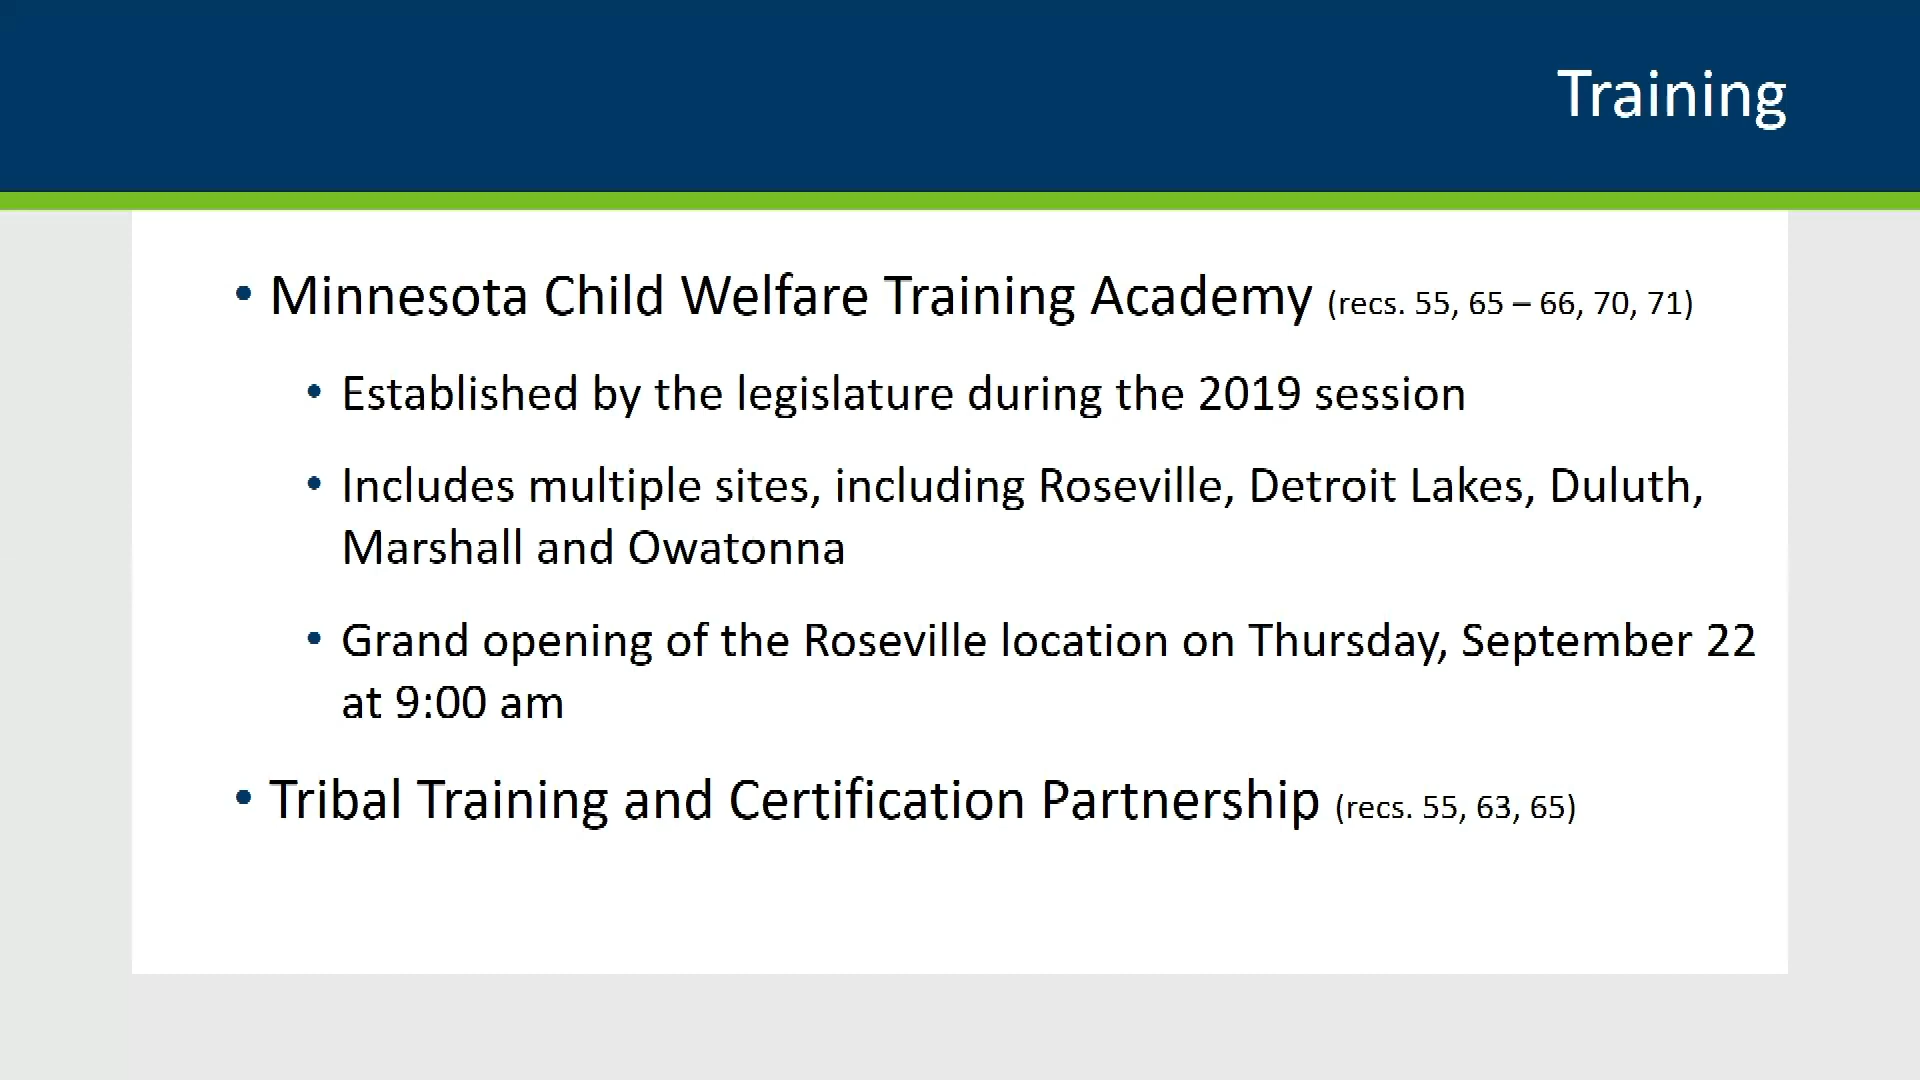 Training
• Minnesota Child Welfare Training Academy (recs. 55, 65 – 66, 70, 71)
• Established by the legislature during the 2019 session
• Includes multiple sites, including Roseville, Detroit Lakes, Duluth,
Marshall and Owatonna
• Grand opening of the Roseville location on Thursday, September 22
at 9:00 am
• Tribal Training and Certification Partnership (recs. 55, 63, 65)